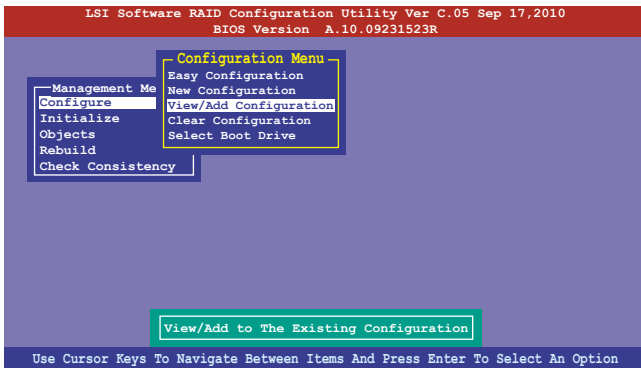 LSI Software RAID Configuration Utility Ver C.05 Sep 17,2010
BIOS Version A.10.09231523R
Configuration Menu
Easy Configuration
New Configuration
View/Add Configuration
Clear Configuration
Select Boot Drive
Management Me
Configure
Initialize
Objects
Rebuild
Check Consistency
View/Add to The Existing Configuration
Use Cursor Keys To Navigate Between Items And Press Enter To Select An Option